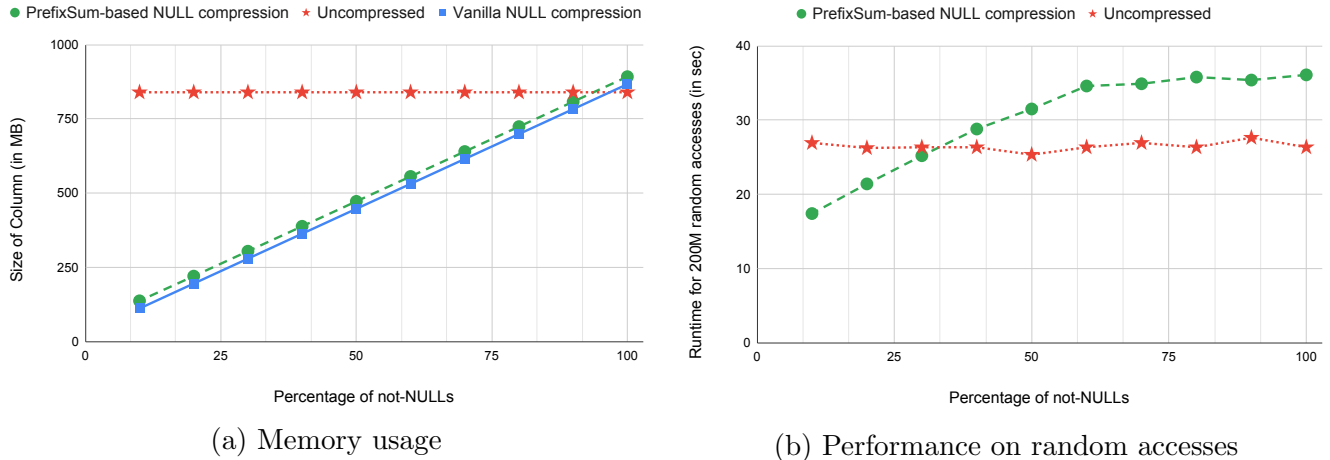 PrefixSum-based NULL compression Uncompressed Vanilla NULL compression
Size of Column (in MB)
1000
750
500
250
0
0 25 50 75 100
Percentage of not-NULLs
(a) Memory usage
PrefixSum-based NULL compression Uncompressed
Runtime for 200M random accesses (in sec)
40
30
20
10
0
0 25 50 75 100
Percentage of not-NULLs
(b) Performance on random accesses